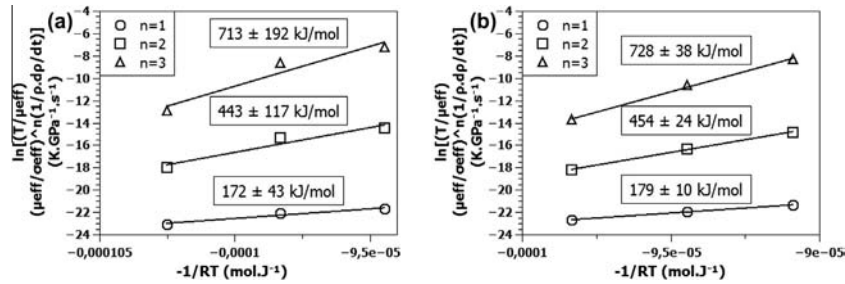 (a)
n=1
n=2
n=3
713 ± 192 kJ/mol
443 ± 117 kJ/mol
172 ± 43 kJ/mol
−4
−6
−8
−10
−12
−14
−16
−18
−20
−22
−24
ln[(T/μeff)
(μeff/σeff)^n(1/ρ.dρ/dt)]
(K.GPa⁻¹.s⁻¹)
−0,000105
−0,0001
−9,5e−05
-1/RT (mol.J⁻¹)
(b)
n=1
n=2
n=3
728 ± 38 kJ/mol
454 ± 24 kJ/mol
179 ± 10 kJ/mol
−4
−6
−8
−10
−12
−14
−16
−18
−20
−22
−24
ln[(T/μeff)
(μeff/σeff)^n(1/ρ.dρ/dt)]
(K.GPa⁻¹.s⁻¹)
−0,0001
−9,5e−05
−9e−05
-1/RT (mol.J⁻¹)